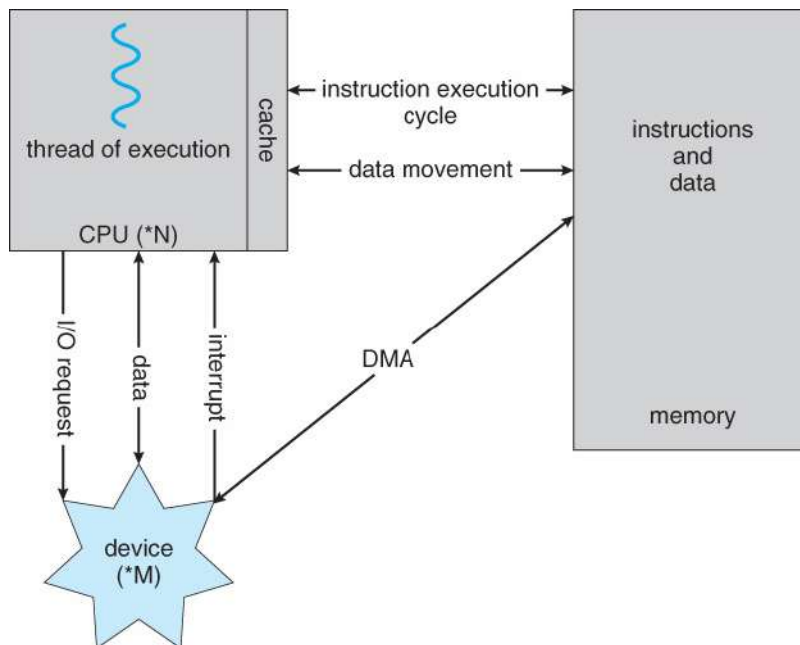 thread of execution
cache
CPU (*N)
instruction execution
cycle
data movement
instructions
and
data
memory
I/O request
data
interrupt
DMA
device
(*M)